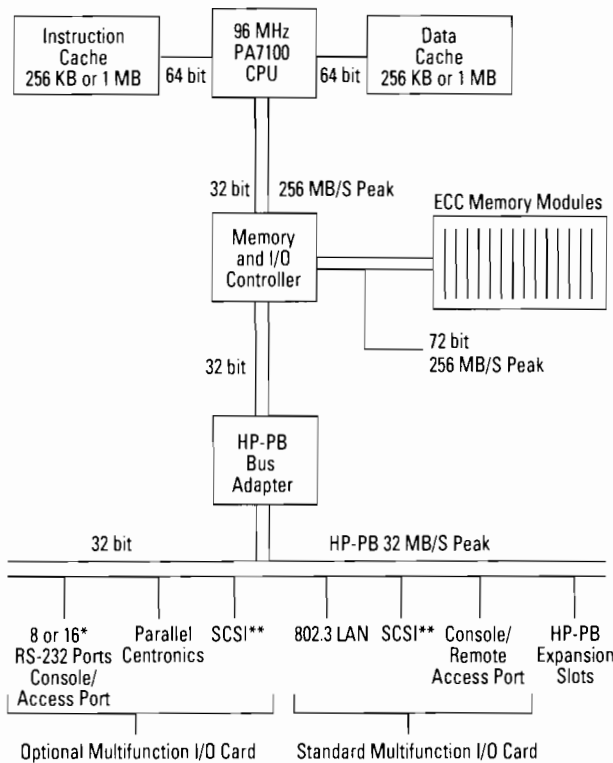 Instruction
Cache
256 KB or 1 MB
64 bit
96 MHz
PA7100
CPU
64 bit
Data
Cache
256 KB or 1 MB
32 bit
256 MB/S Peak
Memory
and I/O
Controller
ECC Memory Modules
72 bit
256 MB/S Peak
32 bit
HP-PB
Bus
Adapter
32 bit
HP-PB 32 MB/S Peak
8 or 16*
RS-232 Ports
Console/
Access Port
Parallel
Centronics
SCSI**
802.3 LAN
SCSI**
Console/
Remote
Access Port
HP-PB
Expansion
Slots
Optional Multifunction I/O Card
Standard Multifunction I/O Card